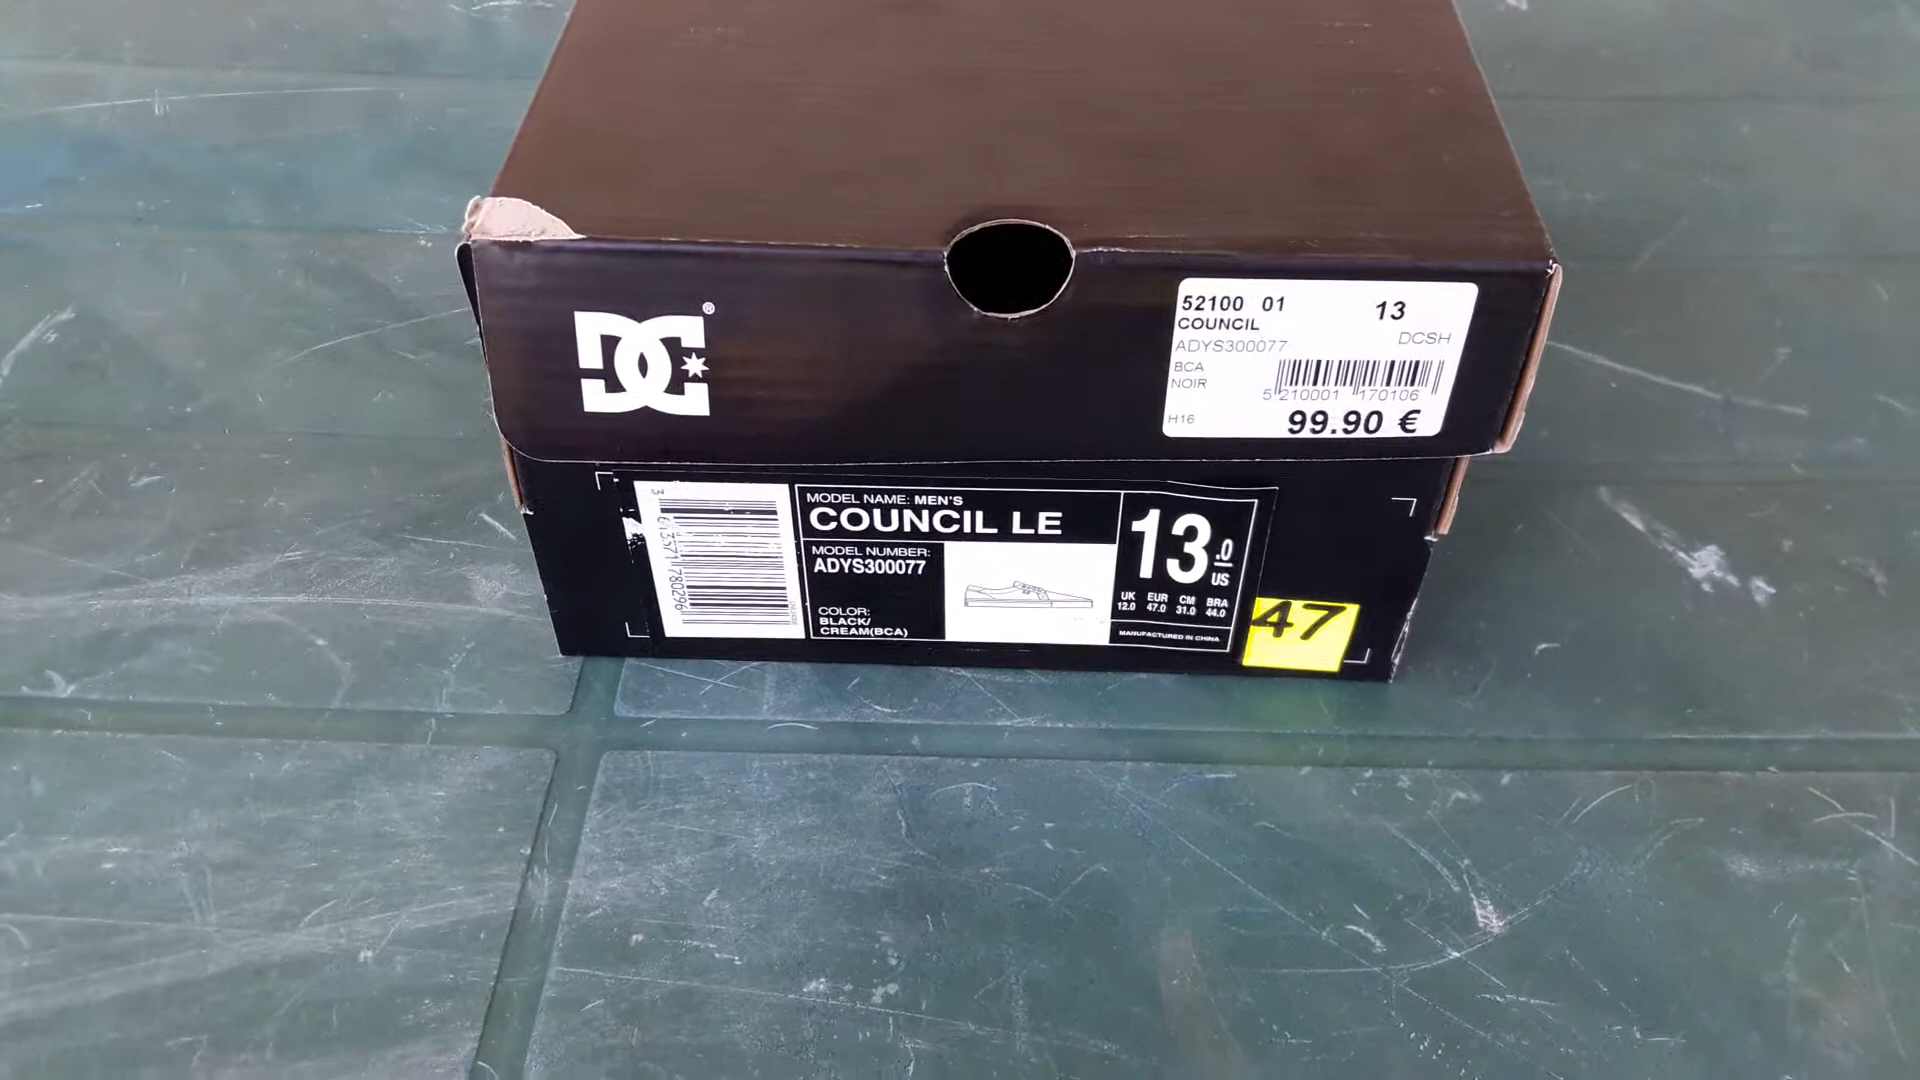 DC®
52100 01 13
COUNCIL
ADYS300077 DCSH
BCA
NOIR
5 210001 170106
H16 99.90 €
MODEL NAME: MEN'S
COUNCIL LE
MODEL NUMBER:
ADYS300077
COLOR:
BLACK/
CREAM(BCA)
13.0
US
UK EUR CM BRA
12.0 47.0 31.0 44.0
MANUFACTURED IN CHINA
47